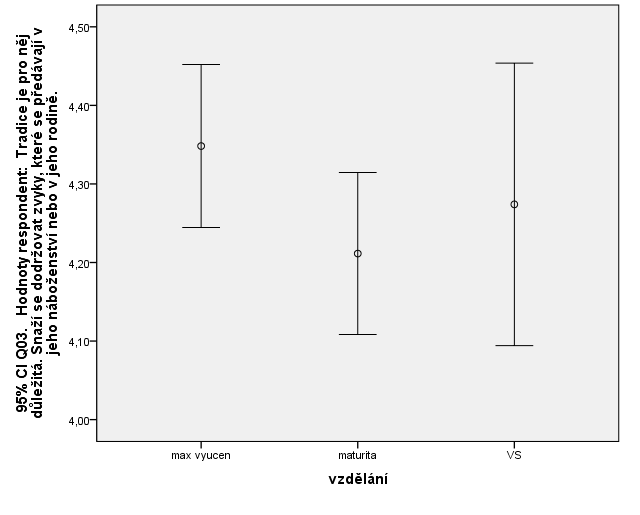 95% CI Q03. Hodnoty respondent: Tradice je pro něj
důležitá. Snaží se dodržovat zvyky, které se předávají v
jeho náboženství nebo v jeho rodině.
4,50
4,40
4,30
4,20
4,10
4,00
max vyucen
maturita
VS
vzdělání